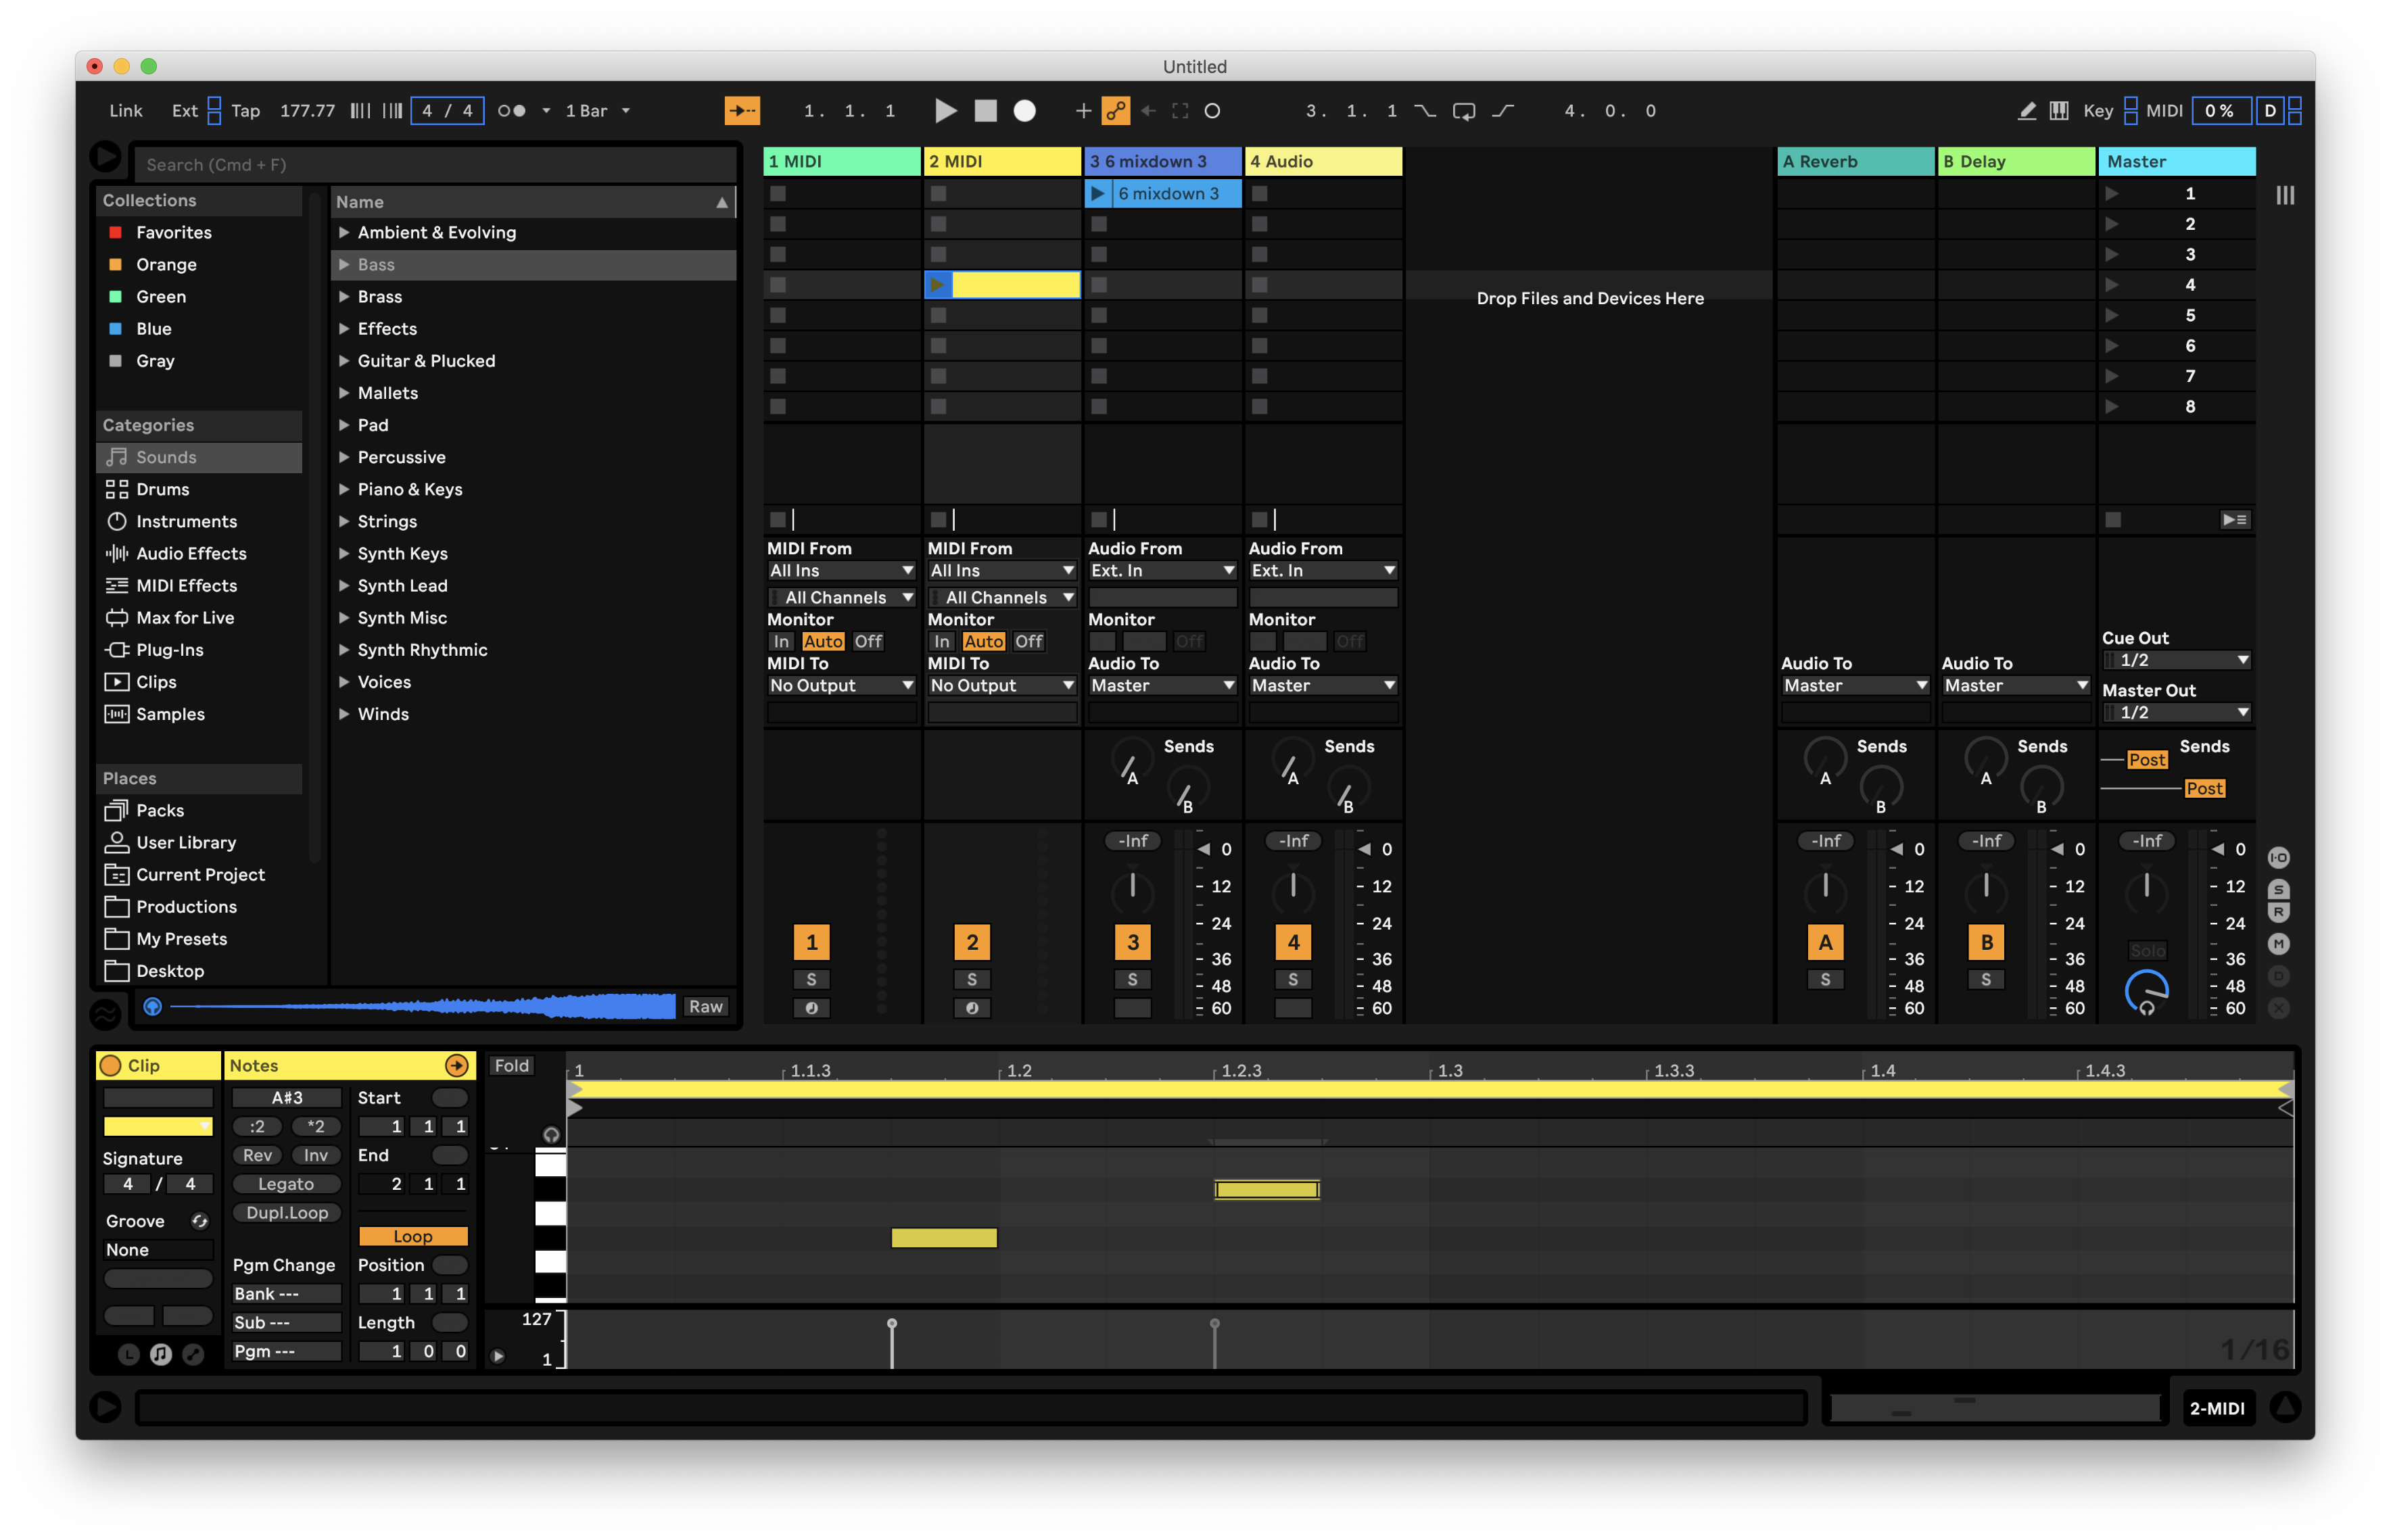 Untitled
Link Ext Tap 177.77 4 / 4 1 Bar 1. 1. 1 3. 1. 1 4. 0. 0 Key MIDI 0 % D
Search (Cmd + F)
Collections
Favorites
Orange
Green
Blue
Gray
Categories
Sounds
Drums
Instruments
Audio Effects
MIDI Effects
Max for Live
Plug-Ins
Clips
Samples
Places
Packs
User Library
Current Project
Productions
My Presets
Desktop
Name
Ambient & Evolving
Bass
Brass
Effects
Guitar & Plucked
Mallets
Pad
Percussive
Piano & Keys
Strings
Synth Keys
Synth Lead
Synth Misc
Synth Rhythmic
Voices
Winds
Raw
1 MIDI 2 MIDI 3 6 mixdown 3 4 Audio A Reverb B Delay Master
6 mixdown 3 1
2
3
4
Drop Files and Devices Here
5
6
7
8
MIDI From MIDI From Audio From Audio From
All Ins All Ins Ext. In Ext. In
All Channels All Channels
Monitor Monitor Monitor Monitor
In Auto Off In Auto Off Off Off
Cue Out
1/2
MIDI To MIDI To Audio To Audio To Audio To Audio To
No Output No Output Master Master Master Master
Master Out
1/2
Sends Sends Sends Sends Sends
A A A A Post
B B B B Post
-Inf -Inf -Inf -Inf -Inf
0 0 0 0 0
12 12 12 12 12
24 24 24 24 24
1 2 3 4 A B Solo
36 36 36 36 36
S S S S S S
48 48 48 48 48
60 60 60 60 60
I·O
S
R
M
D
X
Clip
Signature
4 / 4
Groove
None
L
Notes
A#3
:2 *2
Rev Inv
Legato
Dupl.Loop
Pgm Change
Bank ---
Sub ---
Pgm ---
Start
1 1 1
End
2 1 1
Loop
Position
1 1 1
Length
1 0 0
Fold
1 1.1.3 1.2 1.2.3 1.3 1.3.3 1.4 1.4.3
127
1
1/16
2-MIDI